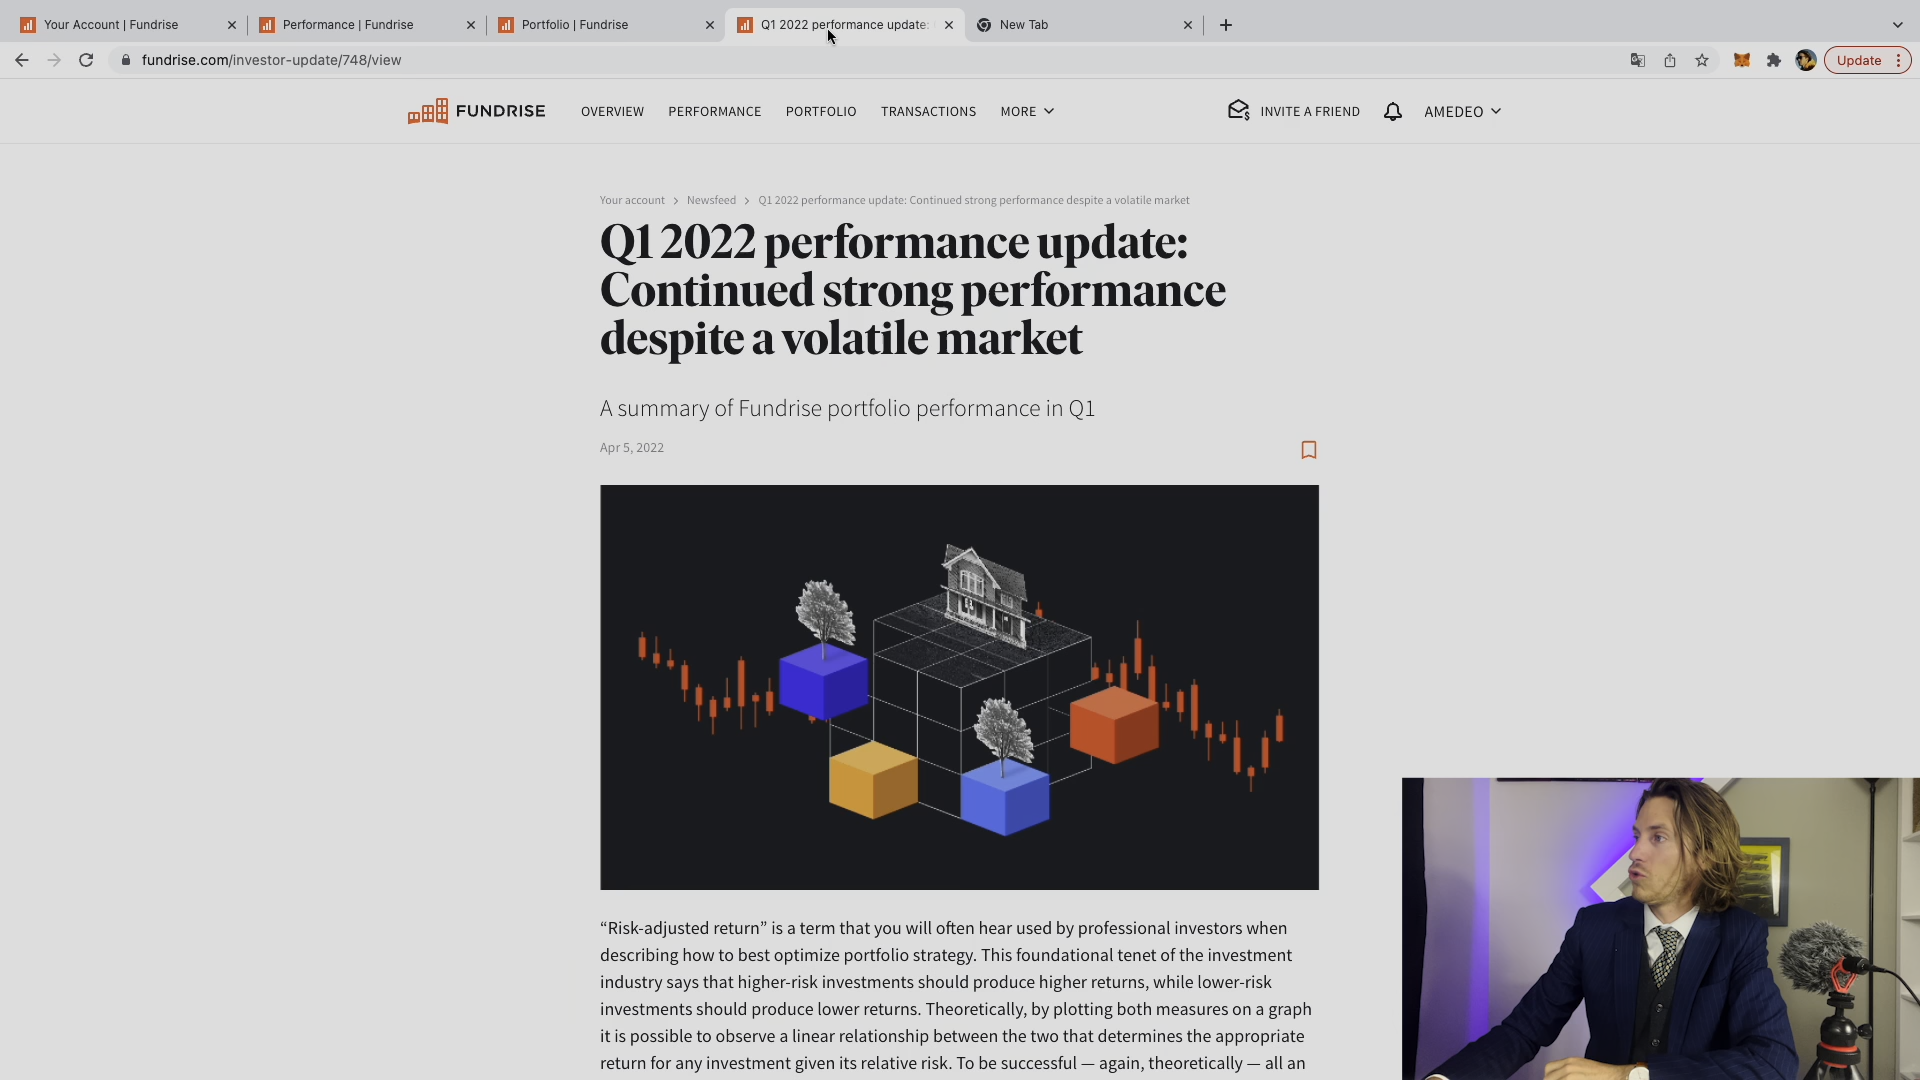 Your Account | Fundrise
Performance | Fundrise
Portfolio | Fundrise
Q1 2022 performance update:
New Tab
fundrise.com/investor-update/748/view
Update
FUNDRISE
OVERVIEW
PERFORMANCE
PORTFOLIO
TRANSACTIONS
MORE
INVITE A FRIEND
AMEDEO
Your account > Newsfeed > Q1 2022 performance update: Continued strong performance despite a volatile market
Q1 2022 performance update:
Continued strong performance
despite a volatile market
A summary of Fundrise portfolio performance in Q1
Apr 5, 2022
“Risk-adjusted return” is a term that you will often hear used by professional investors when
describing how to best optimize portfolio strategy. This foundational tenet of the investment
industry says that higher-risk investments should produce higher returns, while lower-risk
investments should produce lower returns. Theoretically, by plotting both measures on a graph
it is possible to observe a linear relationship between the two that determines the appropriate
return for any investment given its relative risk. To be successful — again, theoretically — all an